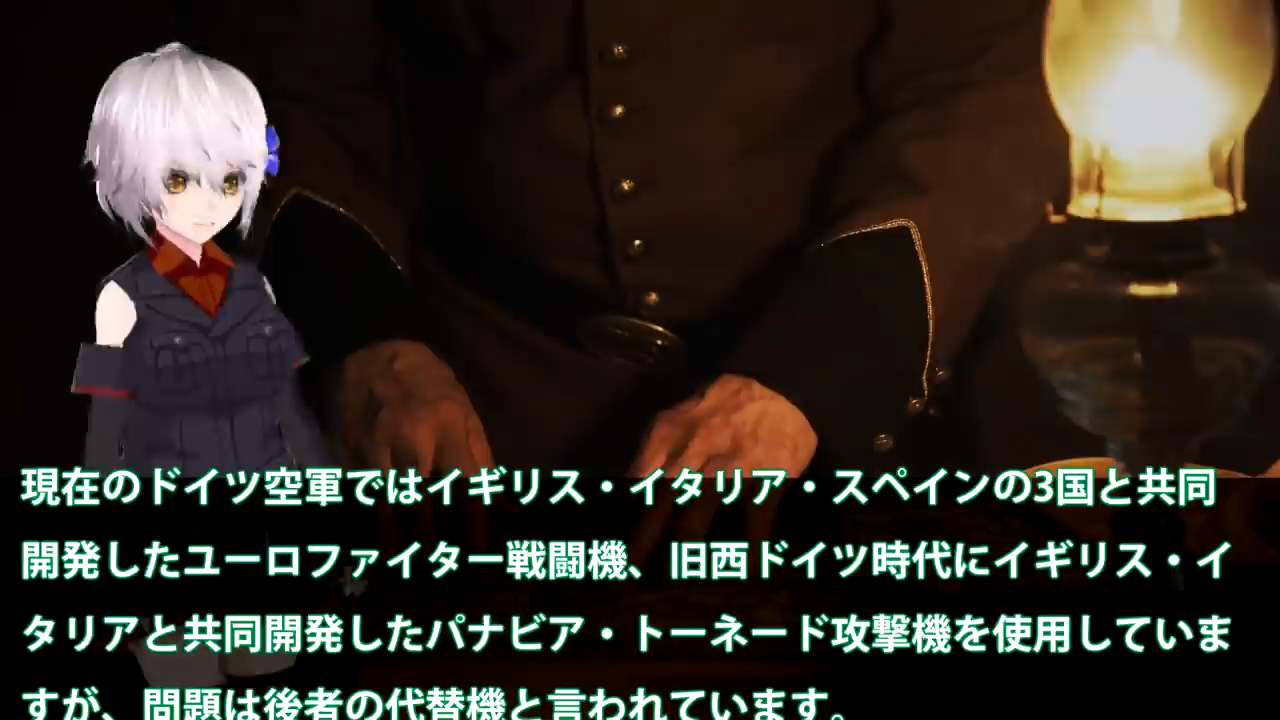 現在のドイツ空軍ではイギリス・イタリア・スペインの3国と共同
開発したユーロファイター戦闘機、旧西ドイツ時代にイギリス・イ
タリアと共同開発したパナビア・トーネード攻撃機を使用していま
すが、問題は後者の代替機と言われています。